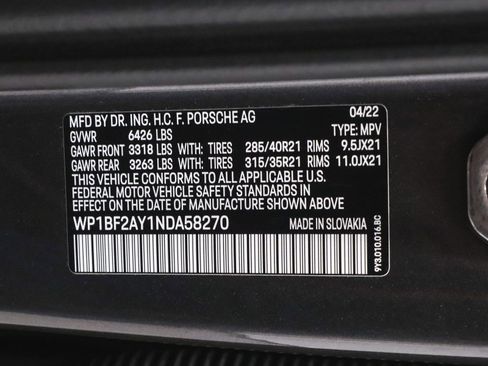 MFD BY DR. ING. H.C. F. PORSCHE AG 04/22
GVWR 6426 LBS TYPE: MPV
GAWR FRONT 3318 LBS WITH: TIRES 285/40R21 RIMS 9.5JX21
GAWR REAR 3263 LBS WITH: TIRES 315/35R21 RIMS 11.0JX21
THIS VEHICLE CONFORMS TO ALL APPLICABLE U.S.
FEDERAL MOTOR VEHICLE SAFETY STANDARDS IN
EFFECT ON THE DATE OF MANUFACTURE SHOWN ABOVE.
WP1BF2AY1NDA58270 MADE IN SLOVAKIA
9Y3.010.016.BC